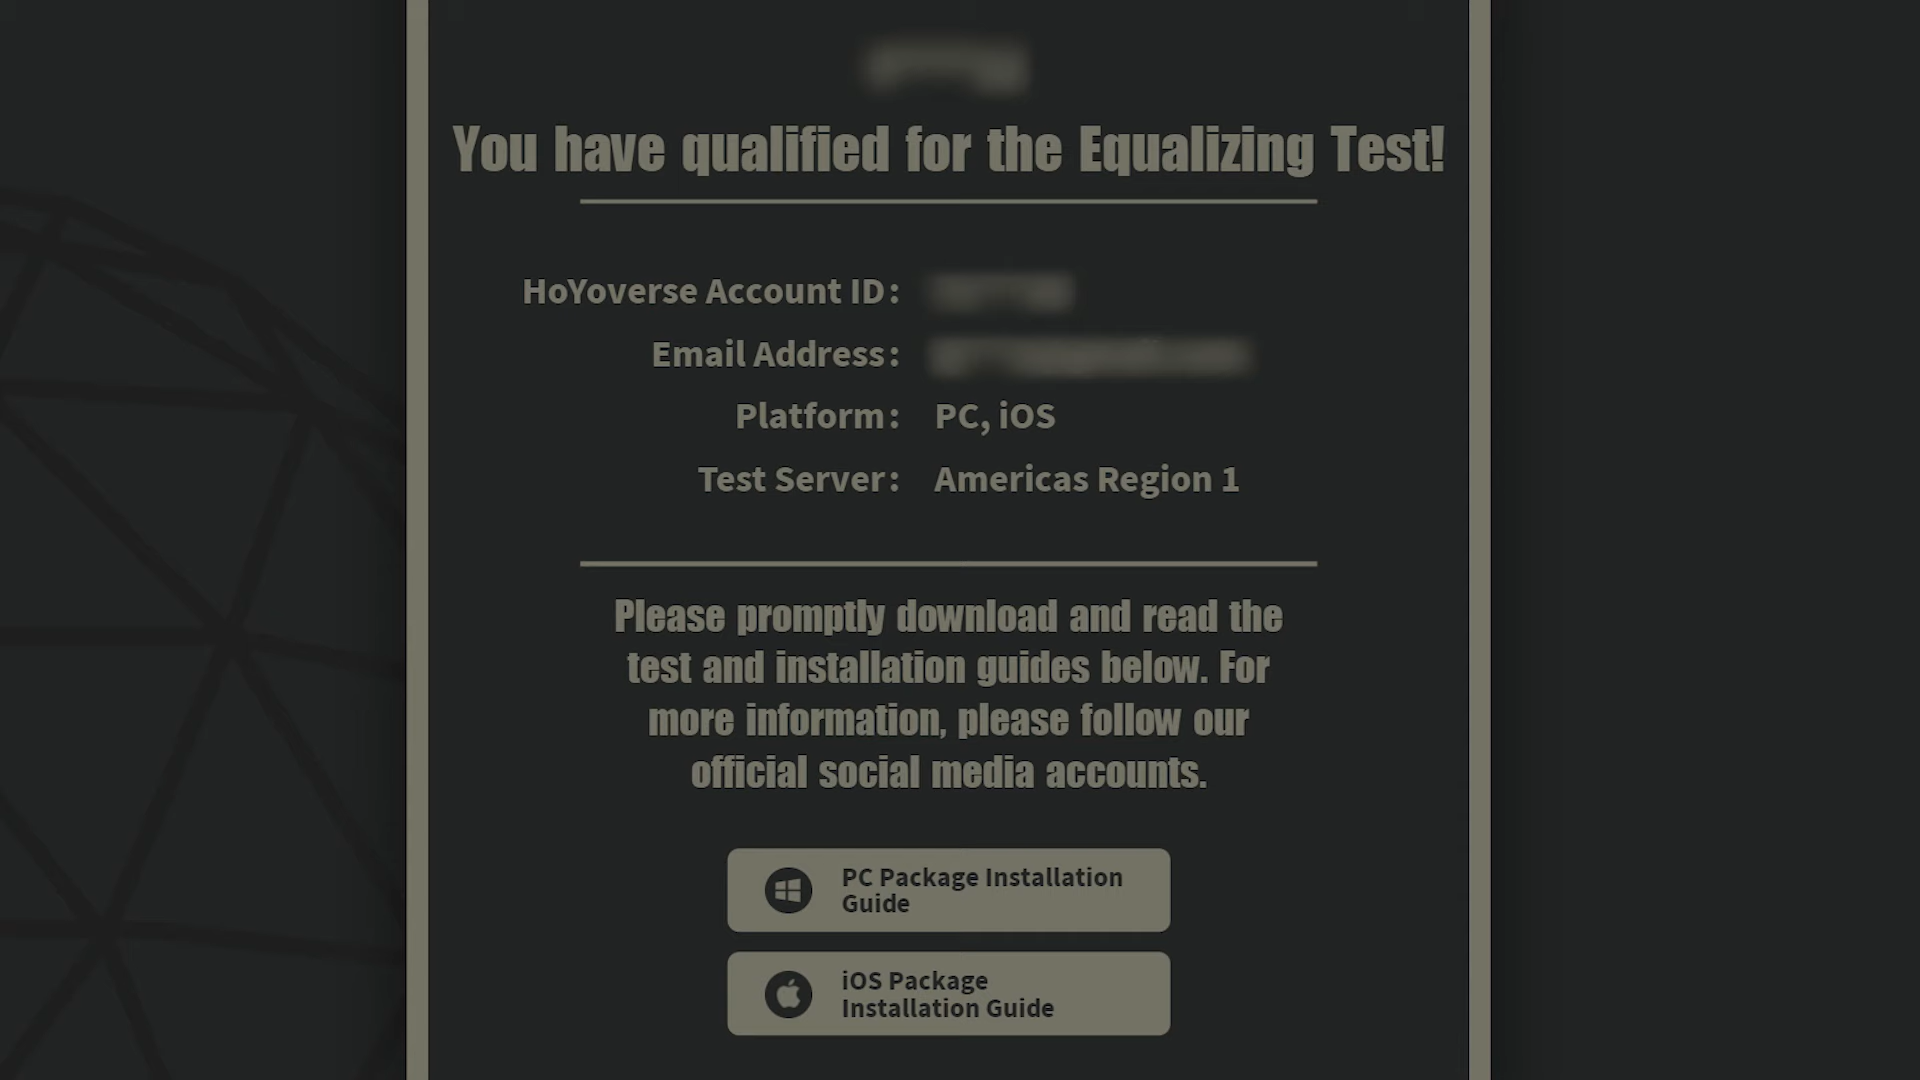 You have qualified for the Equalizing Test!
HoYoverse Account ID:
Email Address:
Platform: PC, iOS
Test Server: Americas Region 1
Please promptly download and read the
test and installation guides below. For
more information, please follow our
official social media accounts.
PC Package Installation
Guide
iOS Package
Installation Guide